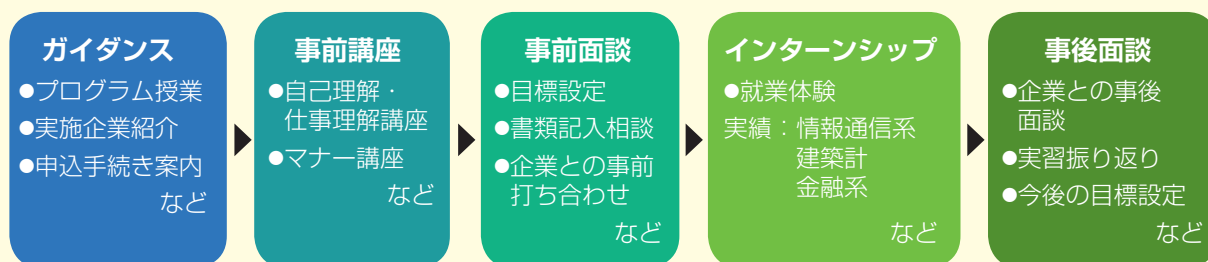 ガイダンス
●プログラム授業
●実施企業紹介
●申込手続き案内
など
事前講座
●自己理解・
仕事理解講座
●マナー講座
など
事前面談
●目標設定
●書類記入相談
●企業との事前
打ち合わせ
など
インターンシップ
●就業体験
実績：情報通信系
建築計
金融系
など
事後面談
●企業との事後
面談
●実習振り返り
●今後の目標設定
など